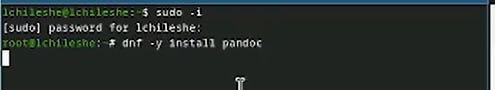 lchileshe@lchileshe:~$ sudo -i
[sudo] password for lchileshe:
root@lchileshe:~# dnf -y install pandoc